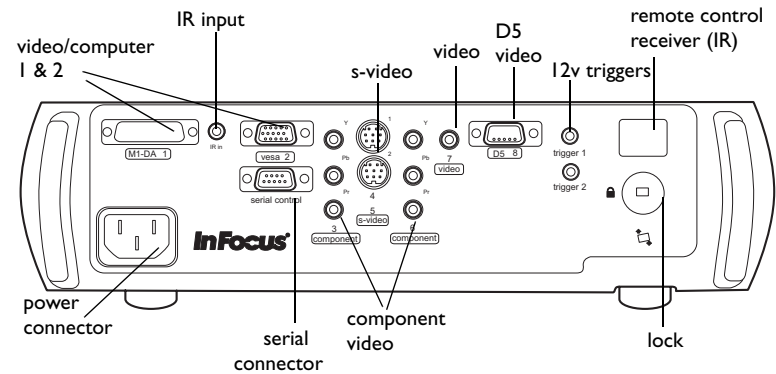 IR input
video/computer
1 & 2
s-video
video
D5
video
12v triggers
remote control
receiver (IR)
M1-DA 1
IR in
vesa 2
serial control
Y
Pb
Pr
3
component
1
2
4
5
s-video
Y
Pb
Pr
6
component
7
video
D5 8
trigger 1
trigger 2
InFocus
power
connector
serial
connector
component
video
lock